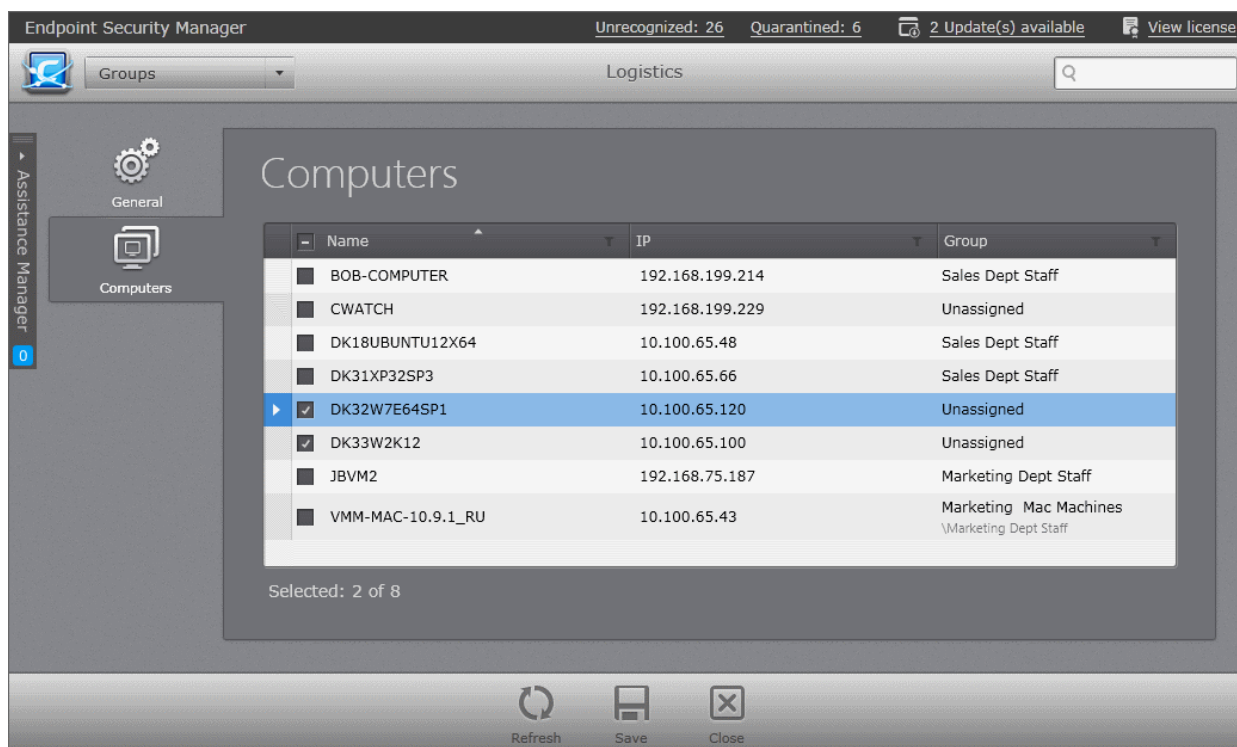 Endpoint Security Manager Unrecognized: 26 Quarantined: 6 2 Update(s) available View license
Groups Logistics
Assistance Manager
0
General
Computers
Computers
Name IP Group
BOB-COMPUTER 192.168.199.214 Sales Dept Staff
CWATCH 192.168.199.229 Unassigned
DK18UBUNTU12X64 10.100.65.48 Sales Dept Staff
DK31XP32SP3 10.100.65.66 Sales Dept Staff
DK32W7E64SP1 10.100.65.120 Unassigned
DK33W2K12 10.100.65.100 Unassigned
JBVM2 192.168.75.187 Marketing Dept Staff
VMM-MAC-10.9.1_RU 10.100.65.43 Marketing Mac Machines
\Marketing Dept Staff
Selected: 2 of 8
Refresh Save Close